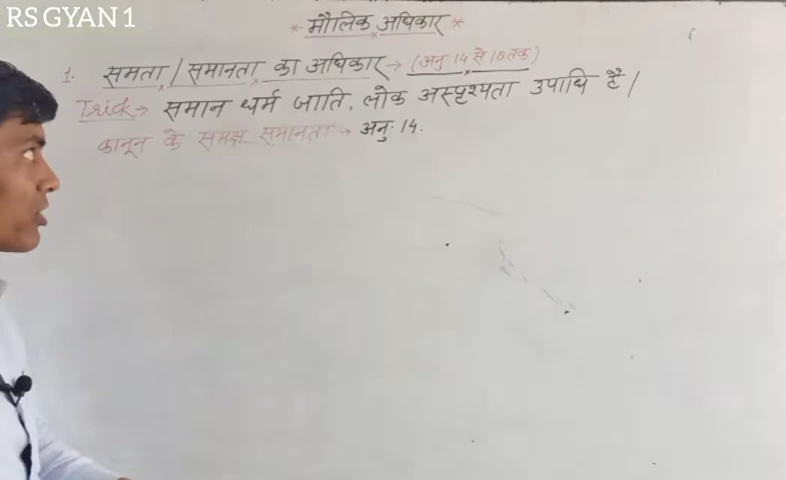 RS GYAN 1
* मौलिक अधिकार *
1. समता / समानता का अधिकार → (अनु: 14 से 18 तक)
Trick → समान धर्म जाति, लोक अस्पृश्यता उपाधि है /
कानून के समक्ष समानता → अनु: 14.